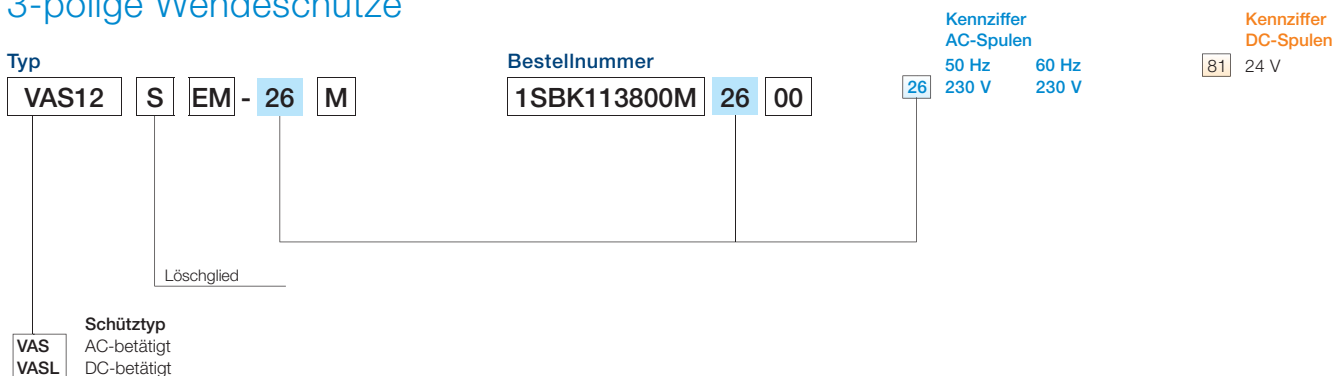 3-polige Wendeschütze
Typ
VAS12 S EM - 26 M
Bestellnummer
1SBK113800M 26 00
Kennziffer
AC-Spulen
50 Hz 60 Hz
26 230 V 230 V
Kennziffer
DC-Spulen
81 24 V
Löschglied
Schütztyp
VAS AC-betätigt
VASL DC-betätigt